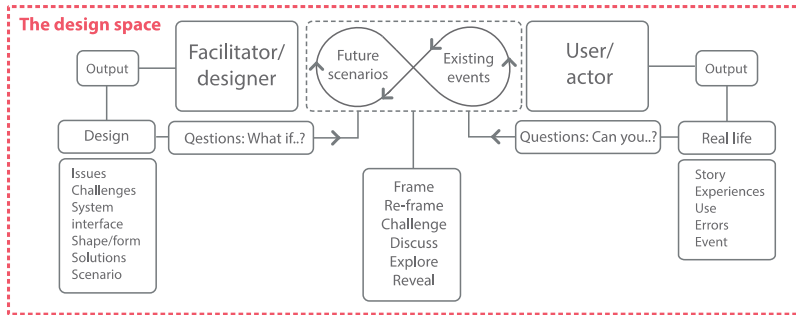 The design space
Facilitator/
designer
Future
scenarios
Existing
events
User/
actor
Output
Output
Design
Qestions: What if..?
Questions: Can you..?
Real life
Issues
Challenges
System
interface
Shape/form
Solutions
Scenario
Frame
Re-frame
Challenge
Discuss
Explore
Reveal
Story
Experiences
Use
Errors
Event